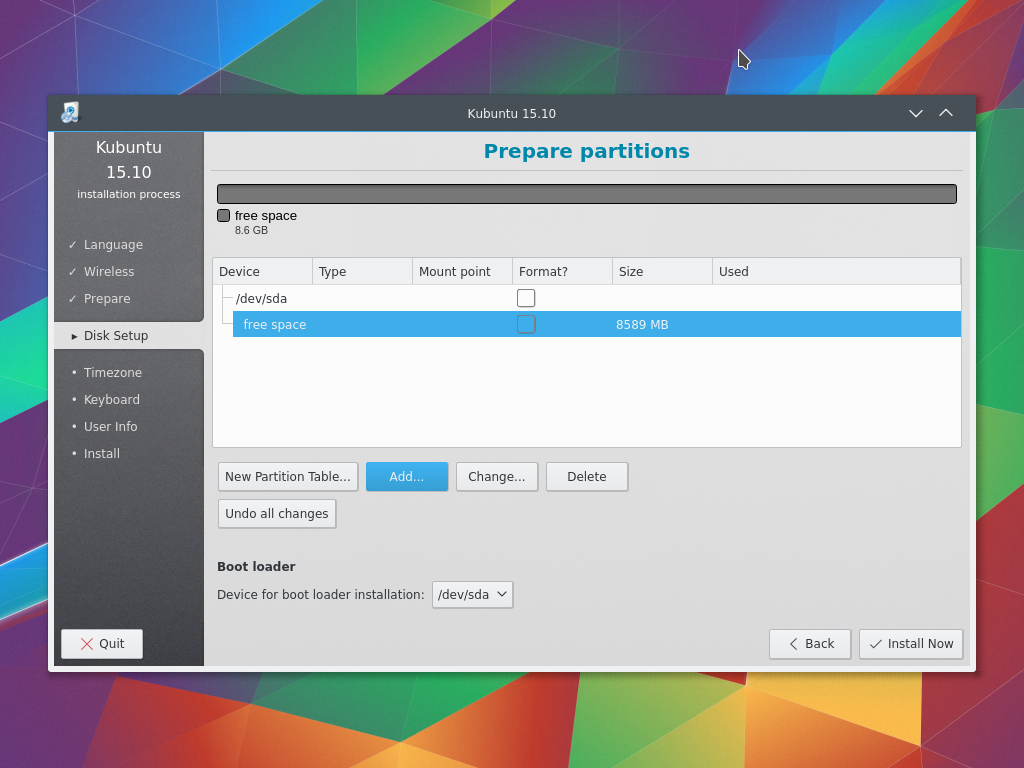 Kubuntu 15.10
Kubuntu
15.10
installation process
✓ Language
✓ Wireless
✓ Prepare
▸ Disk Setup
• Timezone
• Keyboard
• User Info
• Install
Quit
Prepare partitions
free space
8.6 GB
Device Type Mount point Format? Size Used
/dev/sda
free space 8589 MB
New Partition Table... Add... Change... Delete
Undo all changes
Boot loader
Device for boot loader installation: /dev/sda
Back Install Now